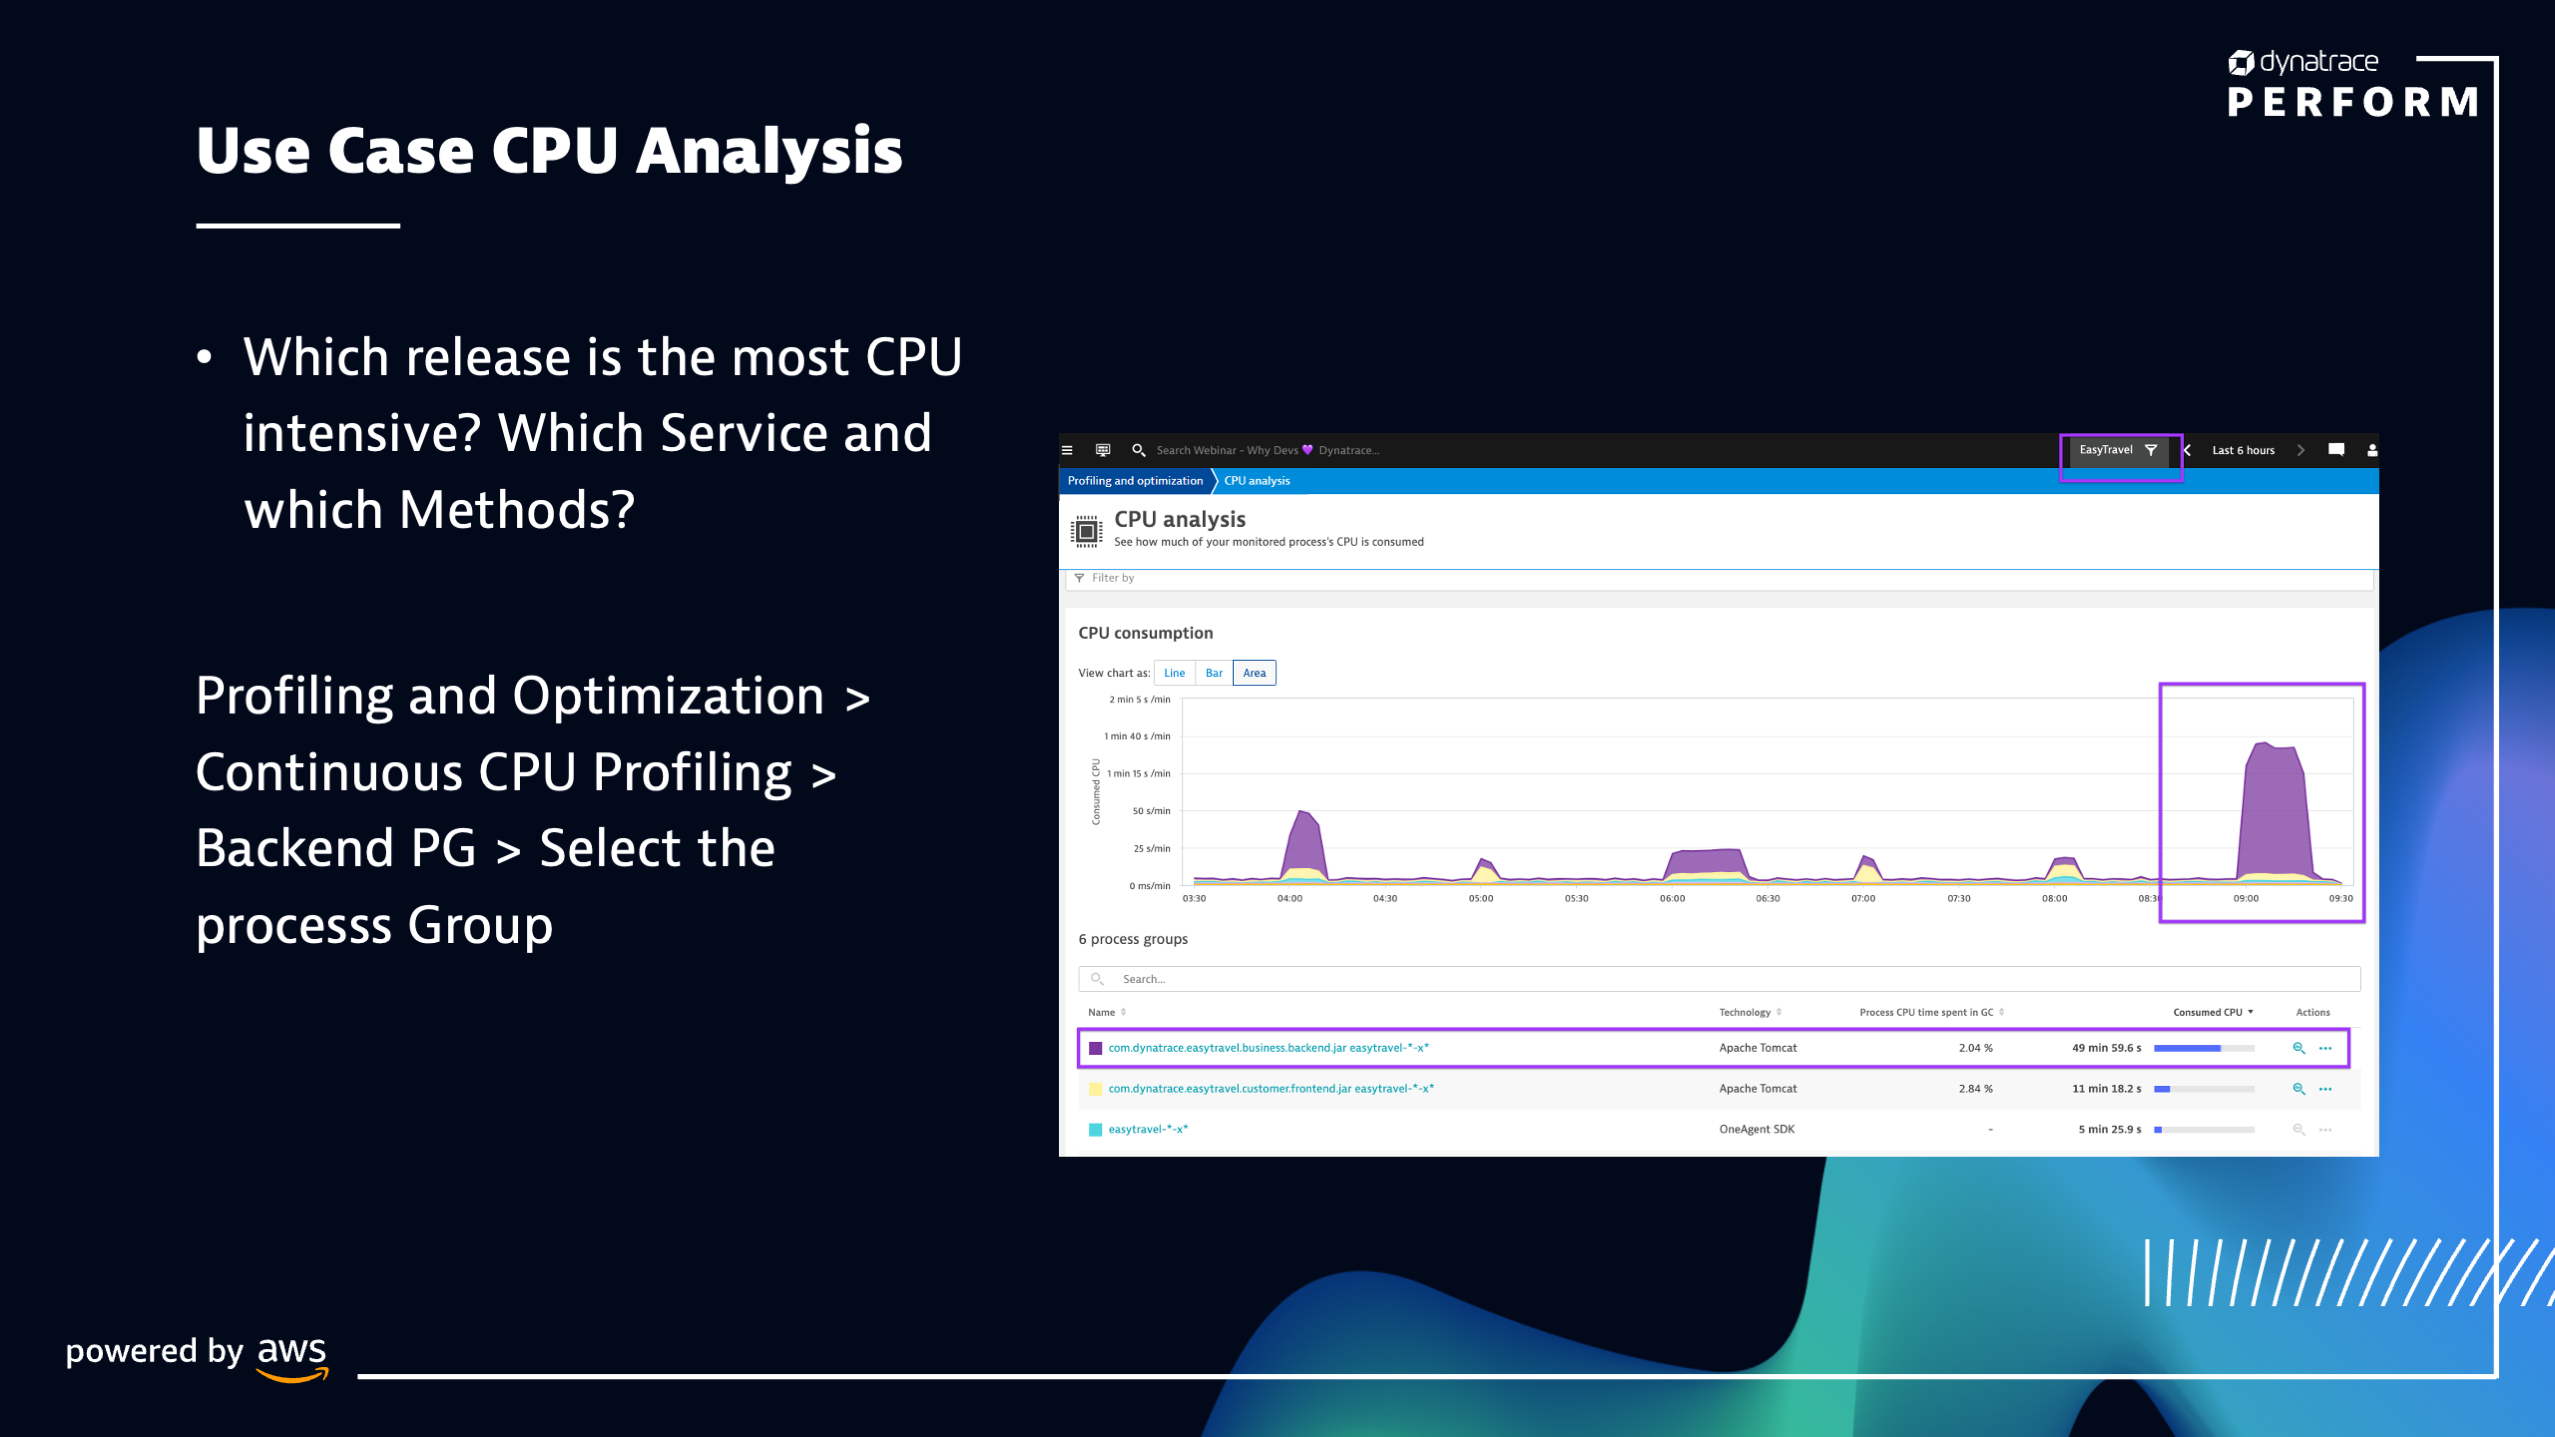 dynatrace
PERFORM
Use Case CPU Analysis
• Which release is the most CPU
intensive? Which Service and
which Methods?
Profiling and Optimization >
Continuous CPU Profiling >
Backend PG > Select the
processs Group
Search Webinar - Why Devs 💜 Dynatrace...
EasyTravel
Last 6 hours
Profiling and optimization
CPU analysis
CPU analysis
See how much of your monitored process's CPU is consumed
Filter by
CPU consumption
View chart as: Line Bar Area
Consumed CPU
2 min 5 s /min
1 min 40 s /min
1 min 15 s /min
50 s/min
25 s/min
0 ms/min
03:30 04:00 04:30 05:00 05:30 06:00 06:30 07:00 07:30 08:00 08:30 09:00 09:30
6 process groups
Search...
Name Technology Process CPU time spent in GC Consumed CPU Actions
com.dynatrace.easytravel.business.backend.jar easytravel-*-x* Apache Tomcat 2.04 % 49 min 59.6 s
com.dynatrace.easytravel.customer.frontend.jar easytravel-*-x* Apache Tomcat 2.84 % 11 min 18.2 s
easytravel-*-x* OneAgent SDK - 5 min 25.9 s
powered by aws